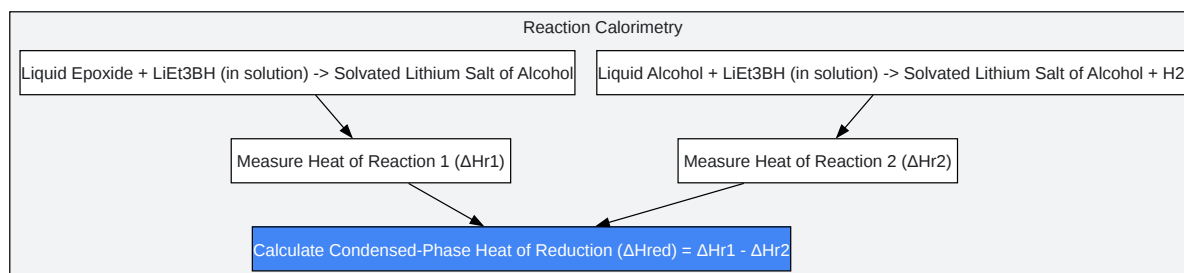 Reaction Calorimetry
Liquid Epoxide + LiEt3BH (in solution) -> Solvated Lithium Salt of Alcohol
Liquid Alcohol + LiEt3BH (in solution) -> Solvated Lithium Salt of Alcohol + H2
Measure Heat of Reaction 1 (ΔHr1)
Measure Heat of Reaction 2 (ΔHr2)
Calculate Condensed-Phase Heat of Reduction (ΔHred) = ΔHr1 - ΔHr2